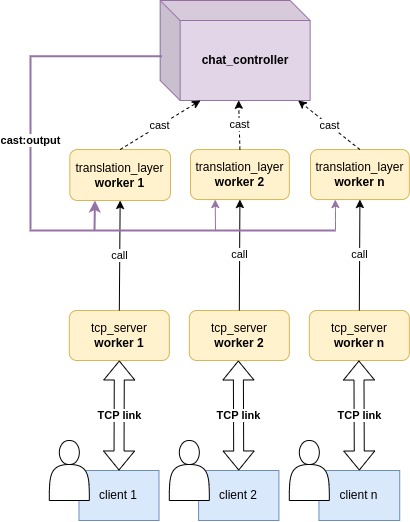 chat_controller
cast
cast
cast
cast:output
translation_layer
worker 1
translation_layer
worker 2
translation_layer
worker n
call
call
call
tcp_server
worker 1
tcp_server
worker 2
tcp_server
worker n
TCP link
TCP link
TCP link
client 1
client 2
client n